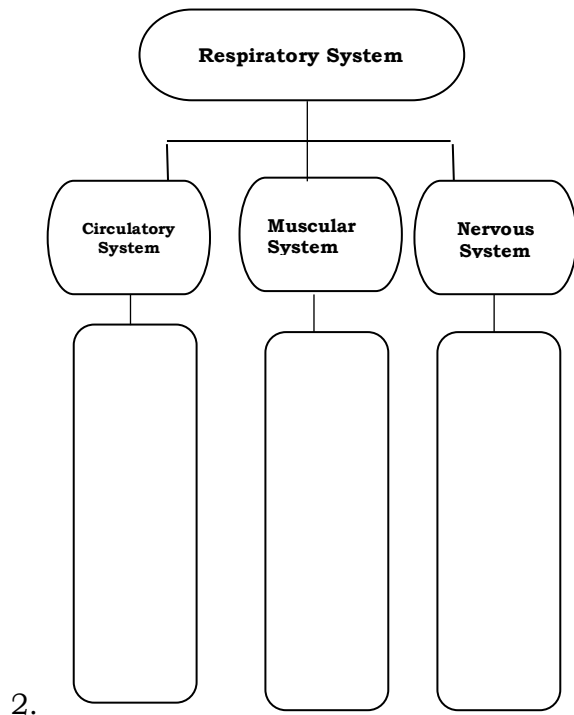 Respiratory System
Circulatory
System
Muscular
System
Nervous
System
2.